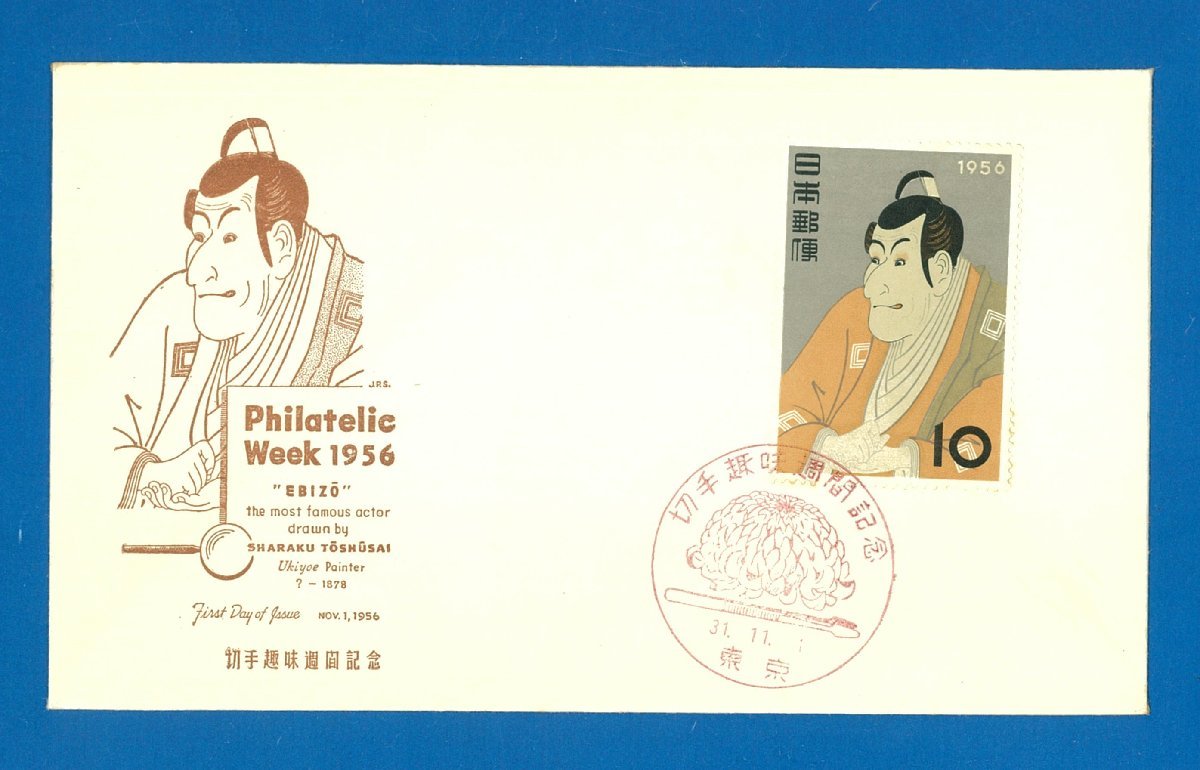 J.P.S.
Philatelic
Week 1956
"EBIZŌ"
the most famous actor
drawn by
SHARAKU TŌSHŪSAI
Ukiyoe Painter
? – 1878
First Day of Issue NOV. 1, 1956
切手趣味週間記念
日本郵便
1956
10
切手趣味週間記念
31. 11. 1
東京